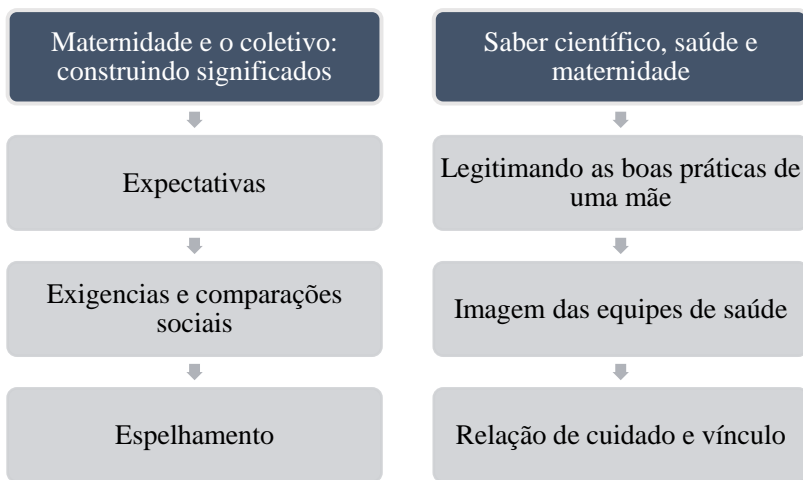 Maternidade e o coletivo:
construindo significados
Expectativas
Exigencias e comparações
sociais
Espelhamento
Saber científico, saúde e
maternidade
Legitimando as boas práticas de
uma mãe
Imagem das equipes de saúde
Relação de cuidado e vínculo